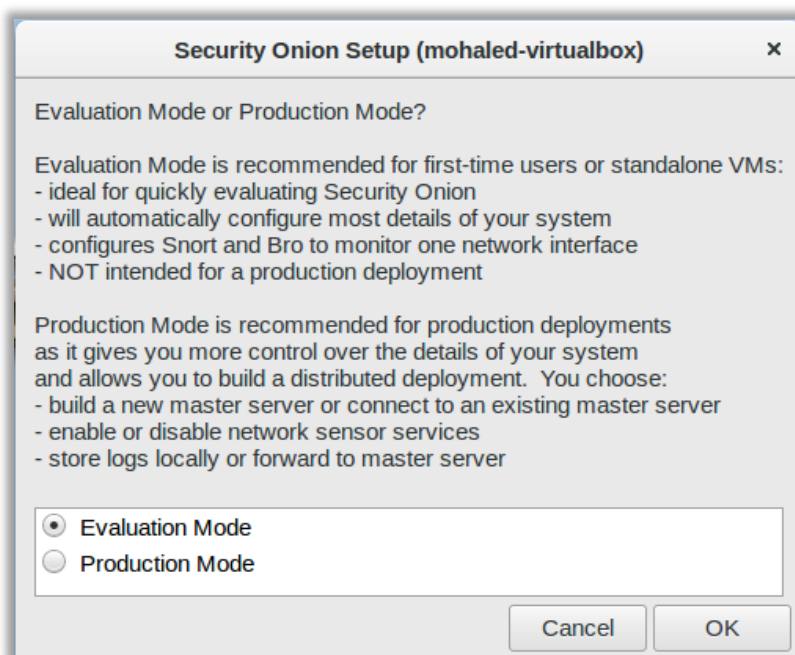 Security Onion Setup (mohaled-virtualbox) ×
Evaluation Mode or Production Mode?
Evaluation Mode is recommended for first-time users or standalone VMs:
- ideal for quickly evaluating Security Onion
- will automatically configure most details of your system
- configures Snort and Bro to monitor one network interface
- NOT intended for a production deployment
Production Mode is recommended for production deployments
as it gives you more control over the details of your system
and allows you to build a distributed deployment.  You choose:
- build a new master server or connect to an existing master server
- enable or disable network sensor services
- store logs locally or forward to master server
Evaluation Mode
Production Mode
Cancel OK